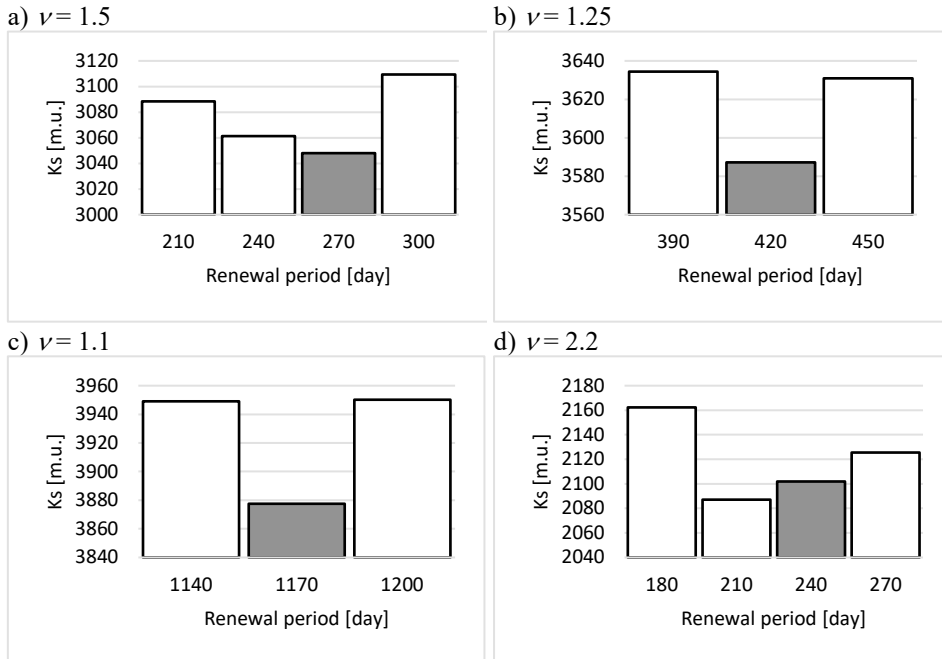 a) ν = 1.5
Ks [m.u.]
3120
3100
3080
3060
3040
3020
3000
210 240 270 300
Renewal period [day]
b) ν = 1.25
Ks [m.u.]
3640
3620
3600
3580
3560
390 420 450
Renewal period [day]
c) ν = 1.1
Ks [m.u.]
3960
3940
3920
3900
3880
3860
3840
1140 1170 1200
Renewal period [day]
d) ν = 2.2
Ks [m.u.]
2180
2160
2140
2120
2100
2080
2060
2040
180 210 240 270
Renewal period [day]